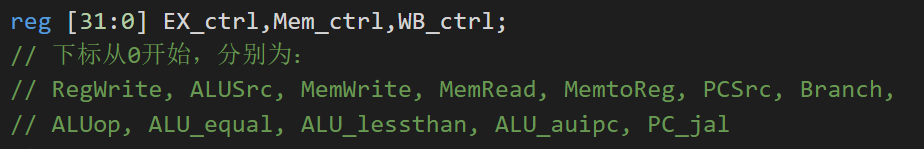 reg [31:0] EX_ctrl,Mem_ctrl,WB_ctrl;
// 下标从0开始，分别为：
// RegWrite, ALUSrc, MemWrite, MemRead, MemtoReg, PCSrc, Branch,
// ALUop, ALU_equal, ALU_lessthan, ALU_auipc, PC_jal